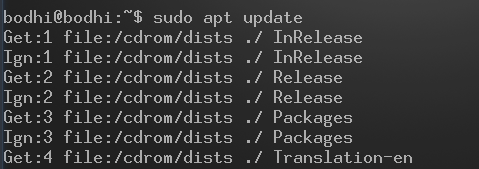 bodhi@bodhi:~$ sudo apt update
Get:1 file:/cdrom/dists ./ InRelease
Ign:1 file:/cdrom/dists ./ InRelease
Get:2 file:/cdrom/dists ./ Release
Ign:2 file:/cdrom/dists ./ Release
Get:3 file:/cdrom/dists ./ Packages
Ign:3 file:/cdrom/dists ./ Packages
Get:4 file:/cdrom/dists ./ Translation-en